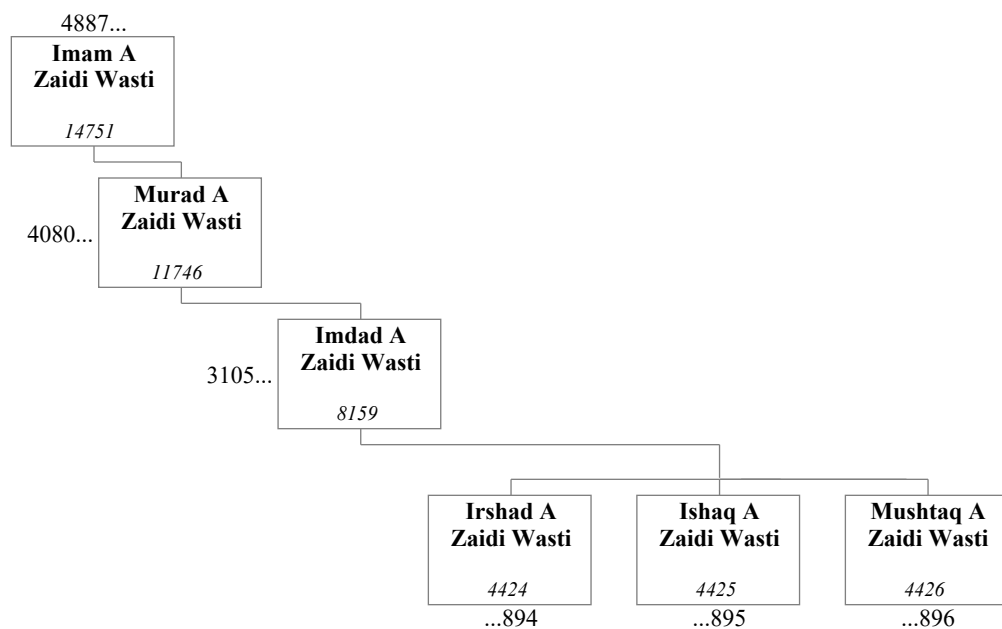 4887...
Imam A
Zaidi Wasti
14751
Murad A
Zaidi Wasti
4080...
11746
Imdad A
Zaidi Wasti
3105...
8159
Irshad A
Zaidi Wasti
4424
...894
Ishaq A
Zaidi Wasti
4425
...895
Mushtaq A
Zaidi Wasti
4426
...896